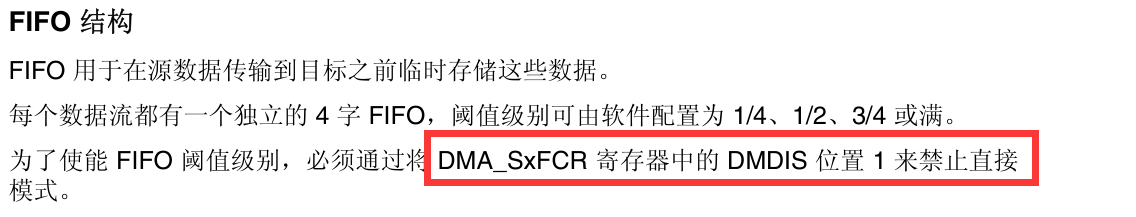 FIFO 结构
FIFO 用于在源数据传输到目标之前临时存储这些数据。
每个数据流都有一个独立的 4 字 FIFO，阈值级别可由软件配置为 1/4、1/2、3/4 或满。
为了使能 FIFO 阈值级别，必须通过将 DMA_SxFCR 寄存器中的 DMDIS 位置 1 来禁止直接
模式。